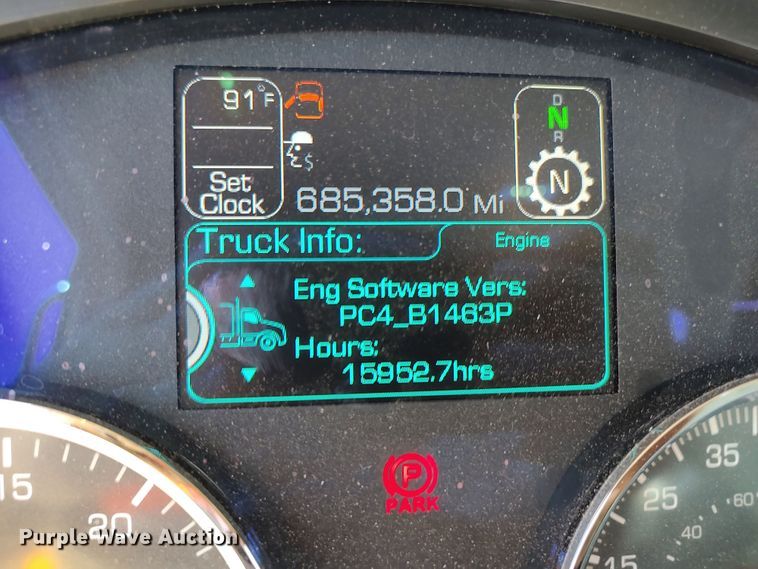 91°F
Set
Clock
685,358.0 Mi
D
N
R
N
Truck Info:
Engine
Eng Software Vers:
PC4_B1463P
Hours:
15952.7hrs
P
PARK
15
20
35
25
15
60
40
$
Purple Wave Auction